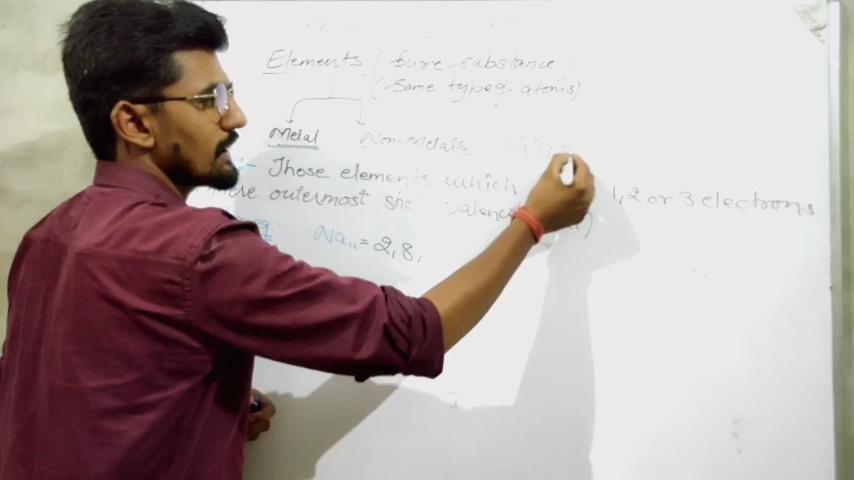 Elements (Pure substance
(Same type of atoms)
Metal Non-Metals
:- Those elements which 1, 2 or 3 electrons
outermost shell valence
Na₁₁ = 2, 8,